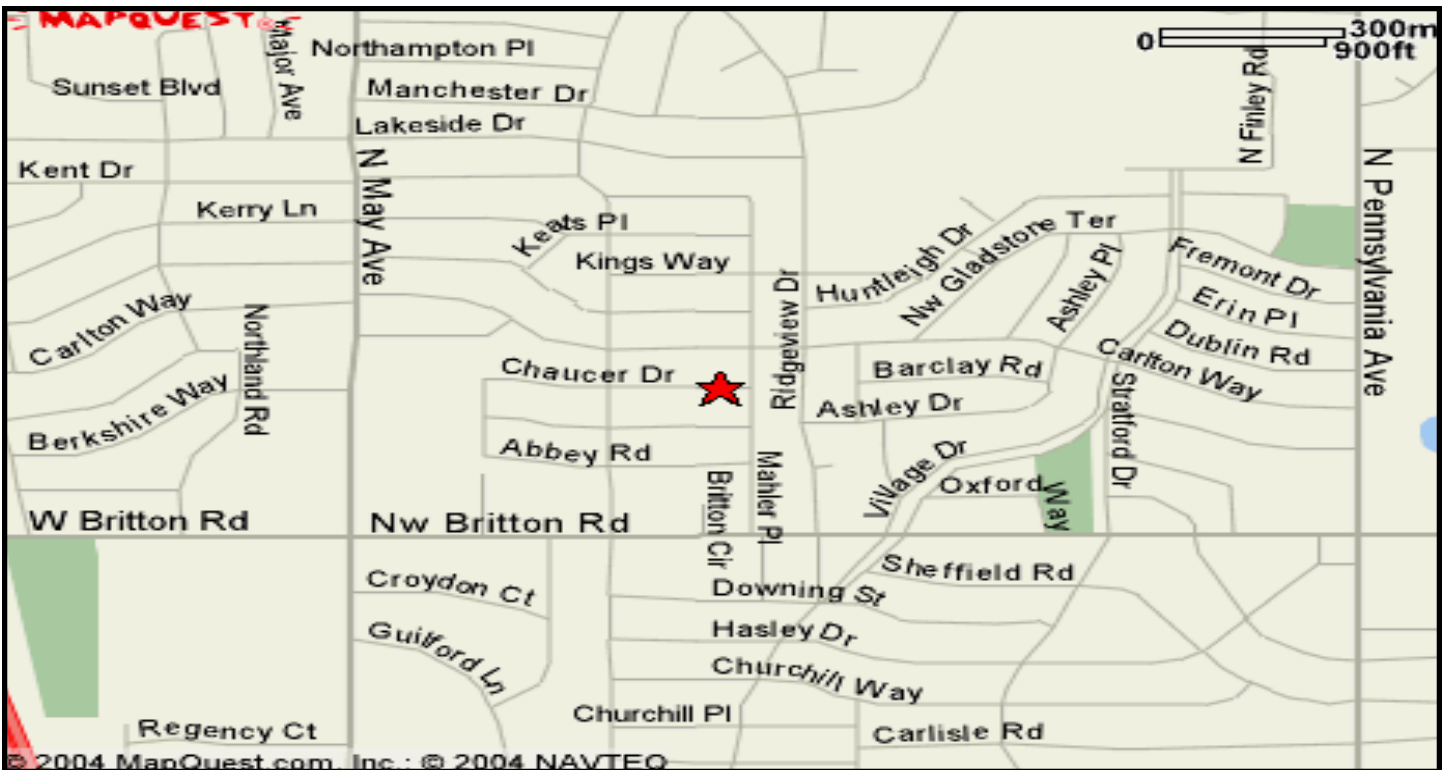 MAPQUEST
0
300m
900ft
Northampton Pl
Major Ave
Sunset Blvd
Manchester Dr
N Finley Rd
Lakeside Dr
Kent Dr
N May Ave
N Pennsylvania Ave
Kerry Ln
Keats Pl
Nw Gladstone Ter
Huntleigh Dr
Kings Way
Fremont Dr
Ridgeview Dr
Ashley Pl
Erin Pl
Carlton Way
Northland Rd
Dublin Rd
Chaucer Dr
Barclay Rd
Carlton Way
Berkshire Way
Ashley Dr
Stratford Dr
Abbey Rd
Village Dr
Mahler Pl
Britton Cir
Oxford Way
W Britton Rd
Nw Britton Rd
Croydon Ct
Sheffield Rd
Downing St
Guilford Ln
Hasley Dr
Churchill Way
Churchill Pl
Regency Ct
Carlisle Rd
© 2004 MapQuest.com, Inc.; © 2004 NAVTEQ